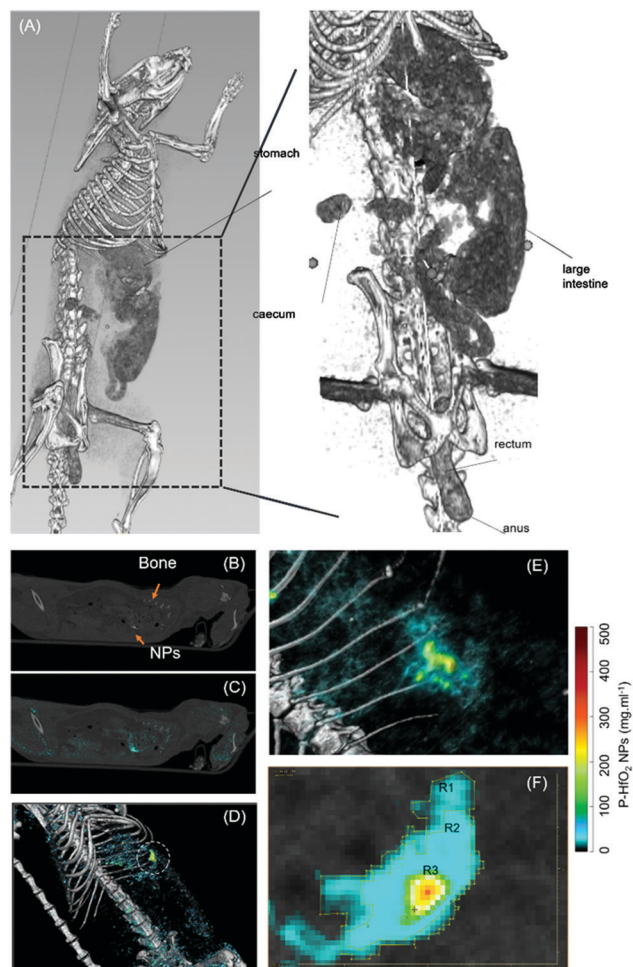 (A)
stomach
caecum
large
intestine
rectum
anus
(B)
Bone
NPs
(C)
(D)
(E)
(F)
R1
R2
R3
500
400
300
200
100
0
P-HfO₂ NPs (mg.ml⁻¹)